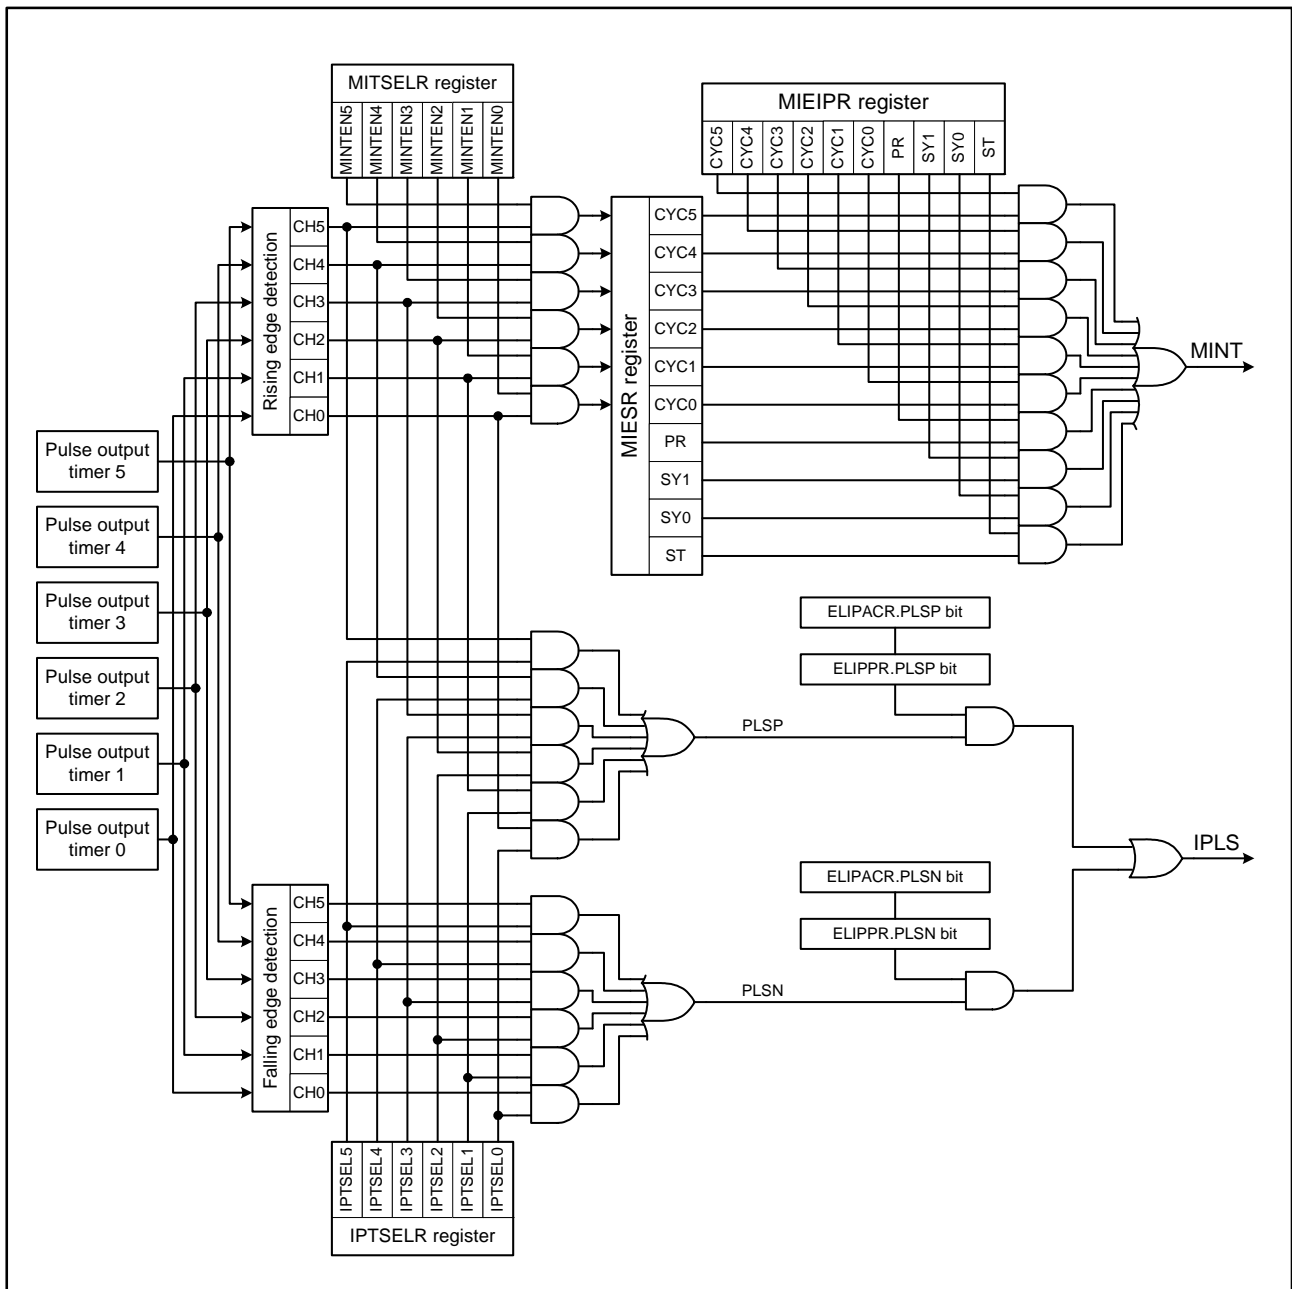 MITSELR register
MINTEN5
MINTEN4
MINTEN3
MINTEN2
MINTEN1
MINTEN0
MIEIPR register
CYC5
CYC4
CYC3
CYC2
CYC1
CYC0
PR
SY1
SY0
ST
Rising edge detection
CH5
CH4
CH3
CH2
CH1
CH0
MIESR register
CYC5
CYC4
CYC3
CYC2
CYC1
CYC0
PR
SY1
SY0
ST
MINT
Pulse output
timer 5
Pulse output
timer 4
Pulse output
timer 3
Pulse output
timer 2
Pulse output
timer 1
Pulse output
timer 0
ELIPACR.PLSP bit
ELIPPR.PLSP bit
PLSP
IPLS
ELIPACR.PLSN bit
ELIPPR.PLSN bit
PLSN
Falling edge detection
CH5
CH4
CH3
CH2
CH1
CH0
IPTSEL5
IPTSEL4
IPTSEL3
IPTSEL2
IPTSEL1
IPTSEL0
IPTSELR register